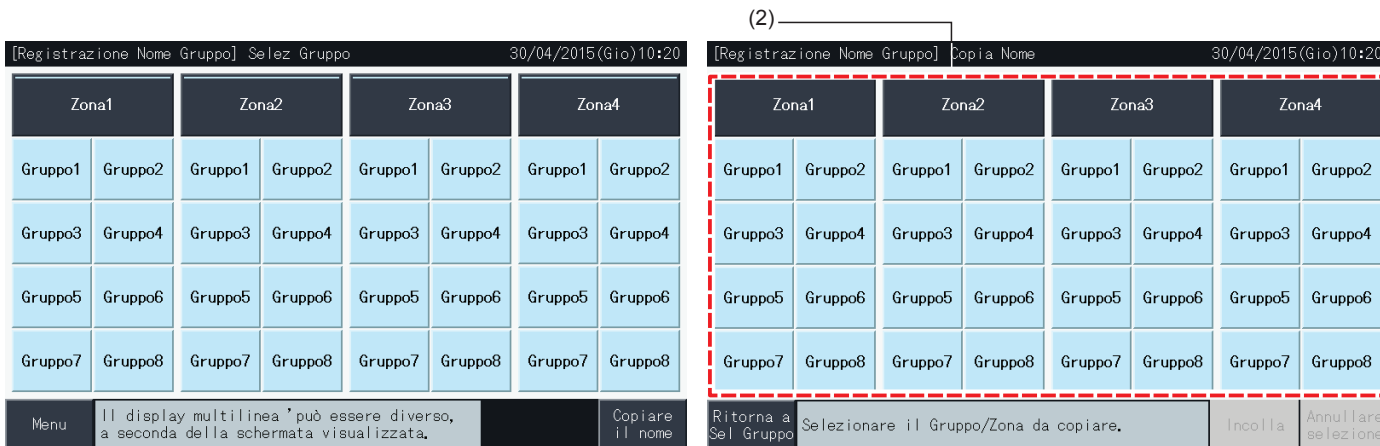 (2)
[Registrazione Nome Gruppo] Selez Gruppo 30/04/2015(Gio)10:20
Zona1 Zona2 Zona3 Zona4
Gruppo1 Gruppo2 Gruppo1 Gruppo2 Gruppo1 Gruppo2 Gruppo1 Gruppo2
Gruppo3 Gruppo4 Gruppo3 Gruppo4 Gruppo3 Gruppo4 Gruppo3 Gruppo4
Gruppo5 Gruppo6 Gruppo5 Gruppo6 Gruppo5 Gruppo6 Gruppo5 Gruppo6
Gruppo7 Gruppo8 Gruppo7 Gruppo8 Gruppo7 Gruppo8 Gruppo7 Gruppo8
Menu
Il display multilinea 'può essere diverso,
a seconda della schermata visualizzata.
Copiare
il nome
[Registrazione Nome Gruppo] Copia Nome 30/04/2015(Gio)10:20
Zona1 Zona2 Zona3 Zona4
Gruppo1 Gruppo2 Gruppo1 Gruppo2 Gruppo1 Gruppo2 Gruppo1 Gruppo2
Gruppo3 Gruppo4 Gruppo3 Gruppo4 Gruppo3 Gruppo4 Gruppo3 Gruppo4
Gruppo5 Gruppo6 Gruppo5 Gruppo6 Gruppo5 Gruppo6 Gruppo5 Gruppo6
Gruppo7 Gruppo8 Gruppo7 Gruppo8 Gruppo7 Gruppo8 Gruppo7 Gruppo8
Ritorna a
Sel Gruppo
Selezionare il Gruppo/Zona da copiare.
Incolla
Annullare
selezione